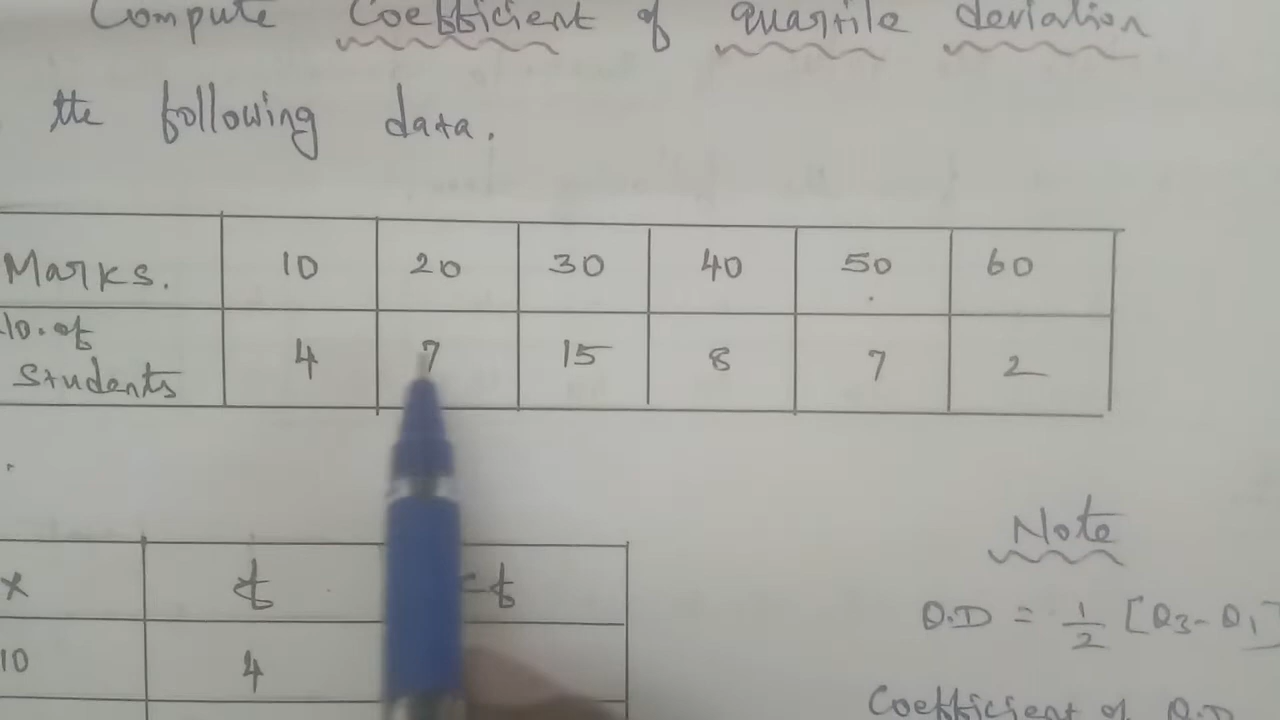 Compute Coefficient of quartile deviation
the following data.
Marks. 10 20 30 40 50 60
No. of
Students 4 7 15 8 7 2
x f cf
10 4
Note
Q.D = 1/2 [Q3-Q1]
Coefficient of Q.D